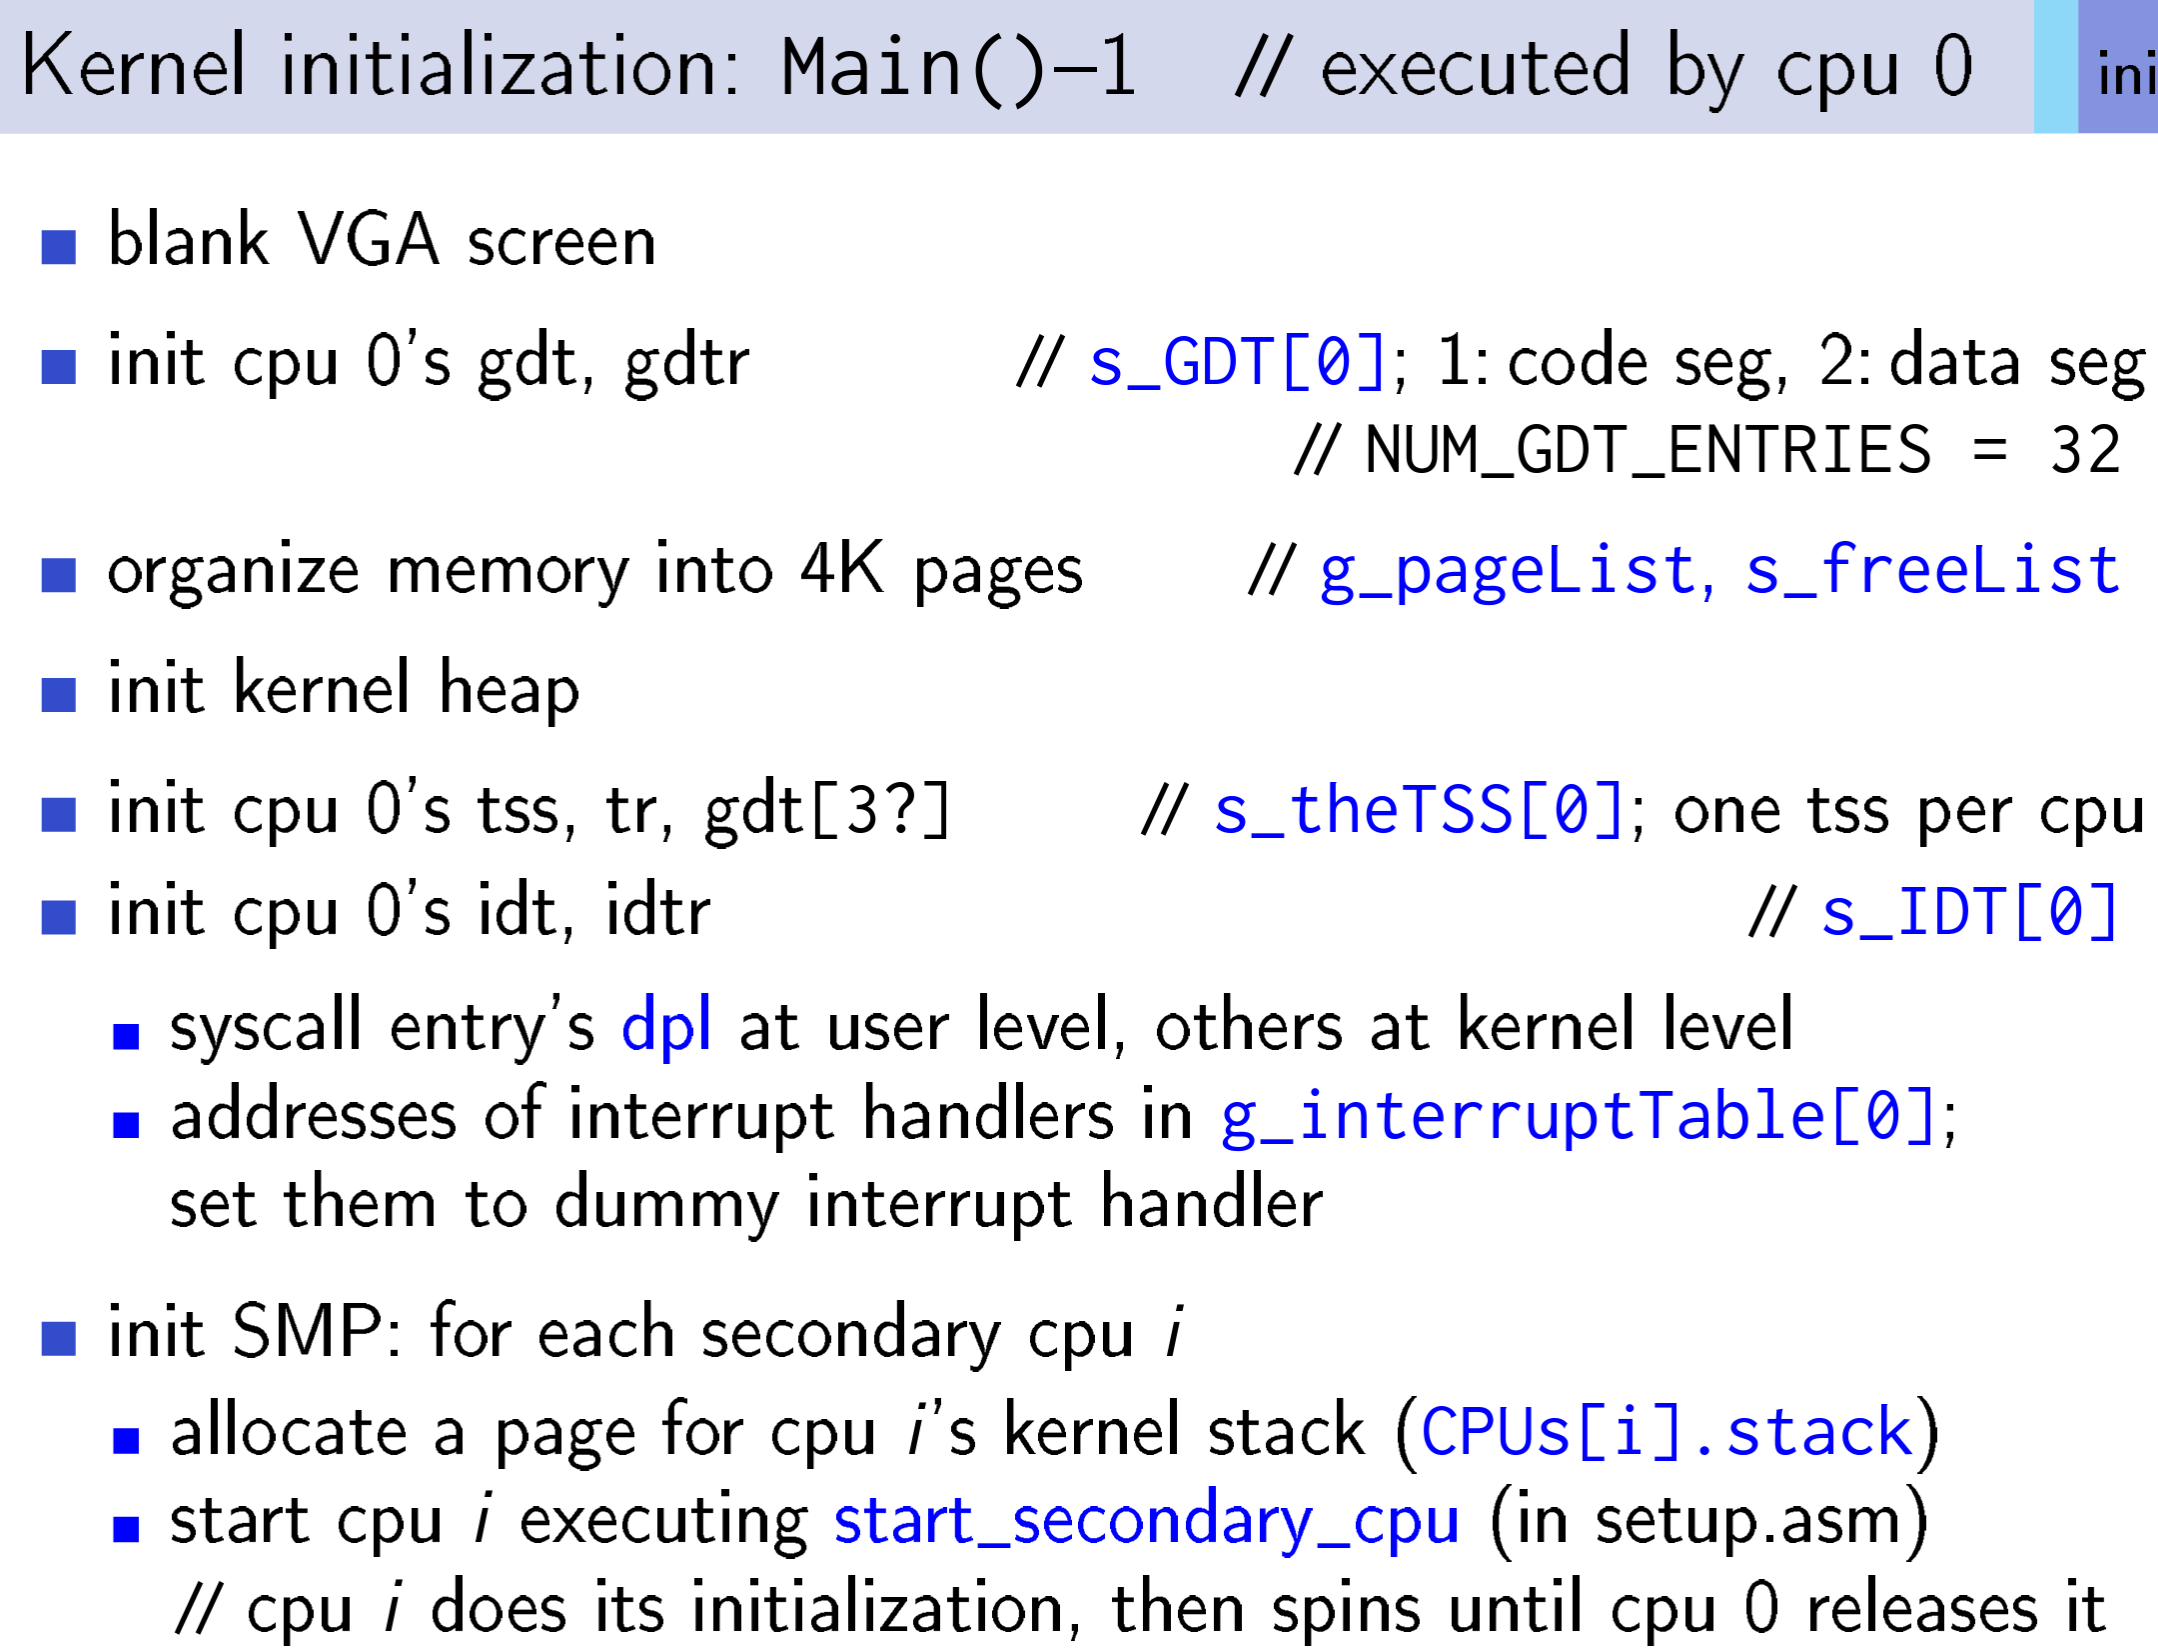 Kernel initialization: Main()–1 // executed by cpu 0 ini
blank VGA screen
init cpu 0's gdt, gdtr // s_GDT[0]; 1: code seg, 2: data seg
// NUM_GDT_ENTRIES = 32
organize memory into 4K pages // g_pageList, s_freeList
init kernel heap
init cpu 0's tss, tr, gdt[3?] // s_theTSS[0]; one tss per cpu
init cpu 0's idt, idtr // s_IDT[0]
syscall entry's dpl at user level, others at kernel level
addresses of interrupt handlers in g_interruptTable[0];
set them to dummy interrupt handler
init SMP: for each secondary cpu i
allocate a page for cpu i's kernel stack (CPUs[i].stack)
start cpu i executing start_secondary_cpu (in setup.asm)
// cpu i does its initialization, then spins until cpu 0 releases it